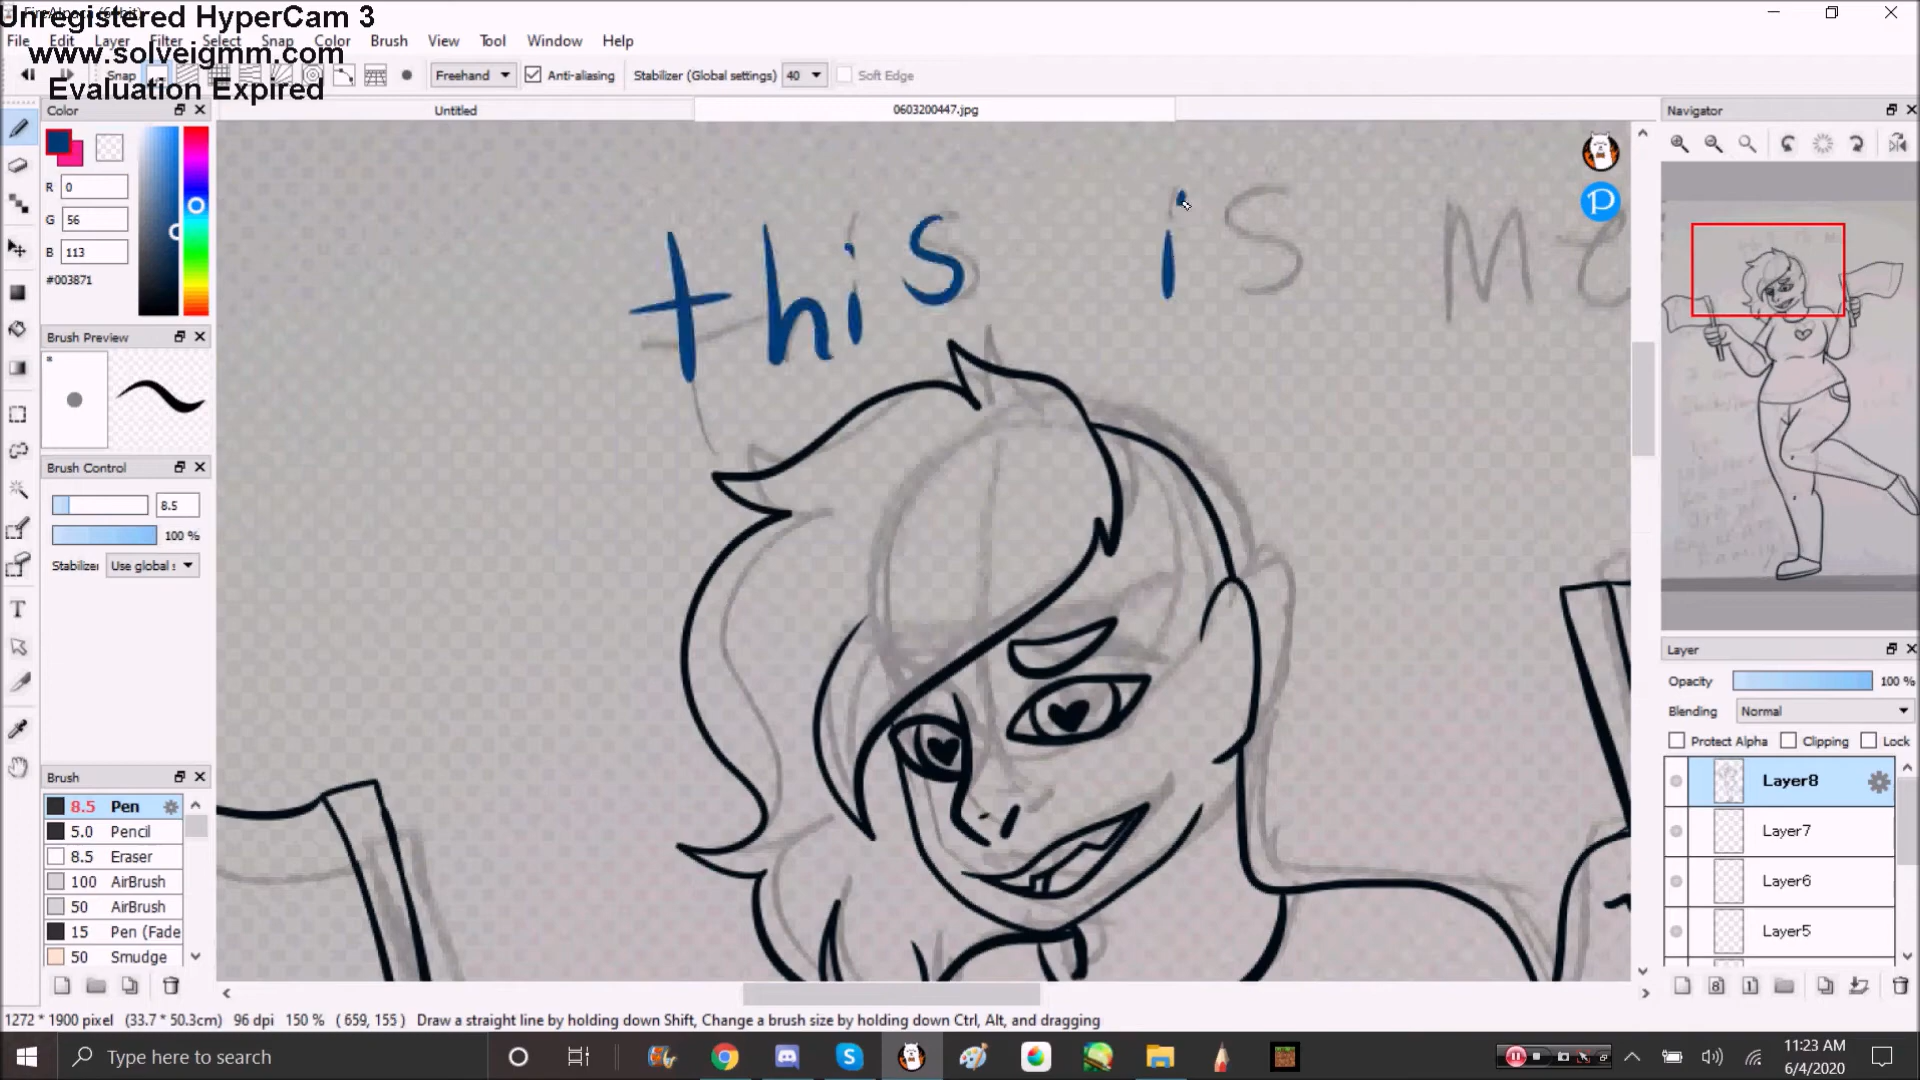 Unregistered HyperCam 3
www.solveigmm.com
Evaluation Expired
File Edit Layer Filter Select Snap Color Brush View Tool Window Help
Snap Freehand Anti-aliasing Stabilizer (Global settings) 40 Soft Edge
Color
Untitled
0603200447.jpg
Navigator
R 0
G 56
B 113
#003871
this is me
P
Brush Preview
Brush Control
8.5
100 %
Stabilizer Use global s
Brush
8.5 Pen
5.0 Pencil
8.5 Eraser
100 AirBrush
50 AirBrush
15 Pen (Fade
50 Smudge
Layer
Opacity 100 %
Blending Normal
Protect Alpha Clipping Lock
Layer8
Layer7
Layer6
Layer5
8 1
1272 * 1900 pixel (33.7 * 50.3cm) 96 dpi 150 % ( 659, 155 ) Draw a straight line by holding down Shift, Change a brush size by holding down Ctrl, Alt, and dragging
Type here to search
11:23 AM
6/4/2020